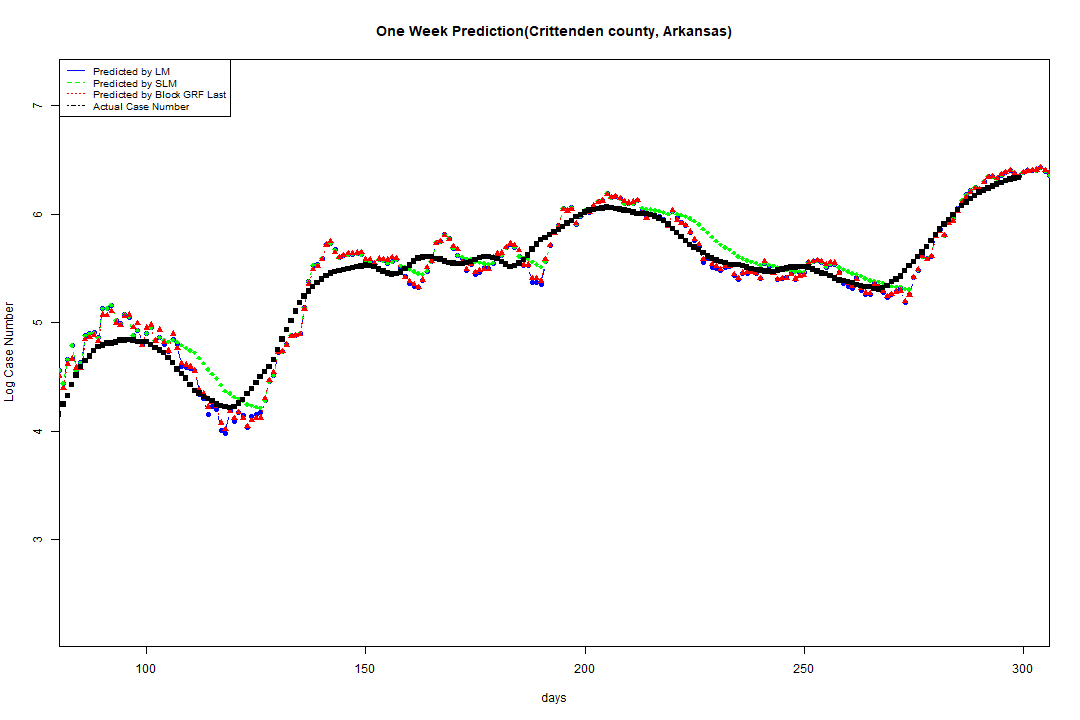 One Week Prediction(Crittenden county, Arkansas)
Predicted by LM
Predicted by SLM
Predicted by Block GRF Last
Actual Case Number
7
6
5
4
3
Log Case Number
100 150 200 250 300
days